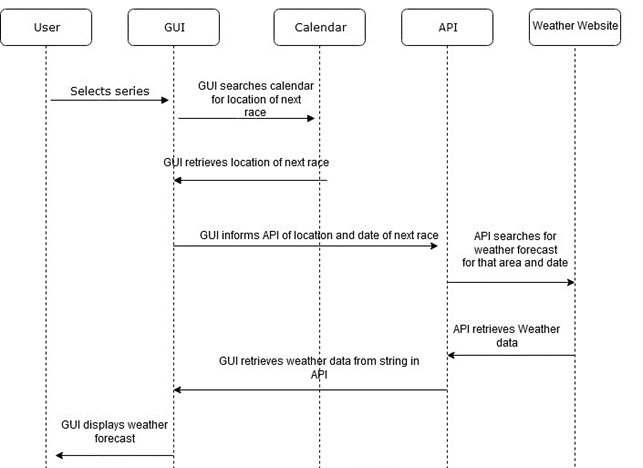 User
GUI
Calendar
API
Weather Website
Selects series
GUI searches calendar
for location of next
race
GUI retrieves location of next race
GUI informs API of location and date of next race
API searches for
weather forecast
for that area and date
API retrieves Weather
data
GUI retrieves weather data from string in
API
GUI displays weather
forecast